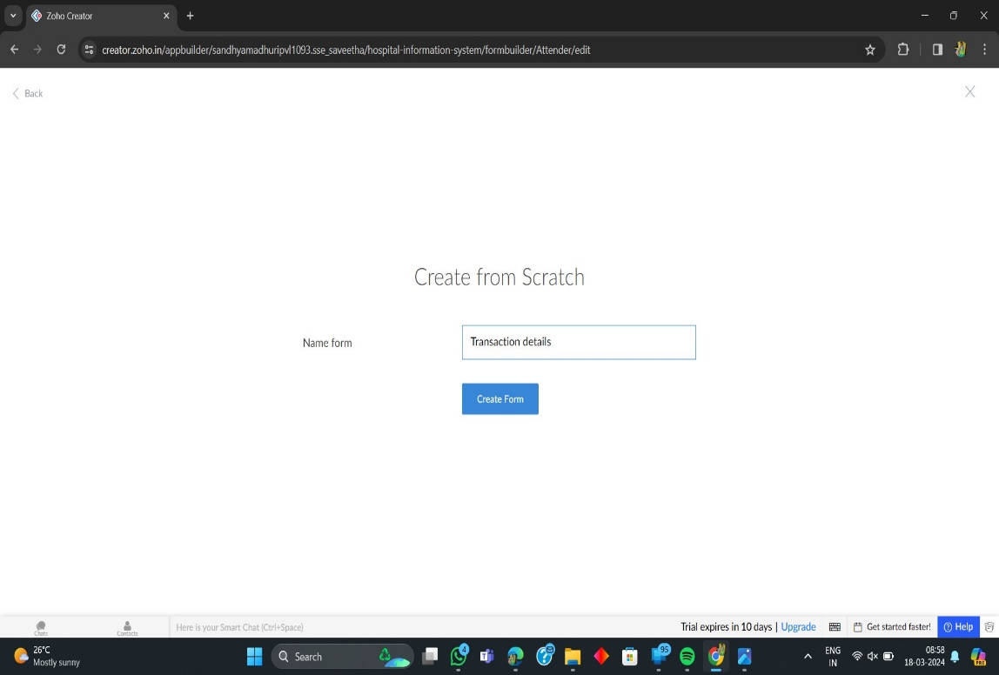 Zoho Creator
creator.zoho.in/appbuilder/sandhyamadhuripvl1093.sse_saveetha/hospital-information-system/formbuilder/Attender/edit
Back
Create from Scratch
Name form
Transaction details
Create Form
Chats
Contacts
Here is your Smart Chat (Ctrl+Space)
Trial expires in 10 days | Upgrade
Get started faster!
Help
26°C
Mostly sunny
Search
4
95
ENG
IN
08:58
18-03-2024
PRE